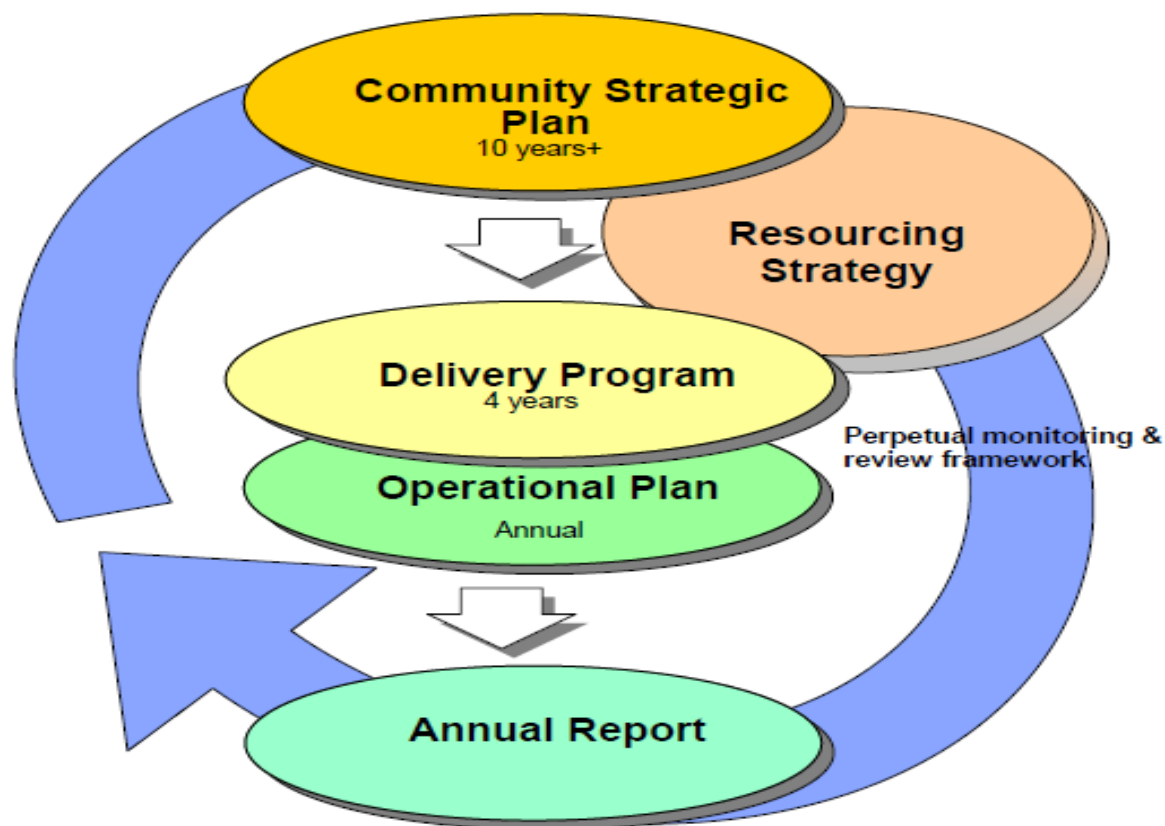 Community Strategic
Plan
10 years+
Resourcing
Strategy
Delivery Program
4 years
Perpetual monitoring &
review framework
Operational Plan
Annual
Annual Report